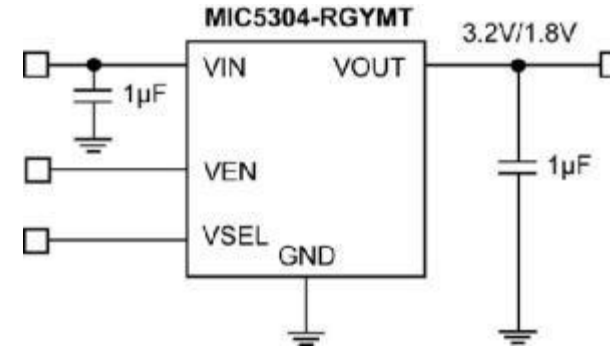 MIC5304-RGYMT
3.2V/1.8V
VIN
VOUT
1µF
VEN
1µF
VSEL
GND